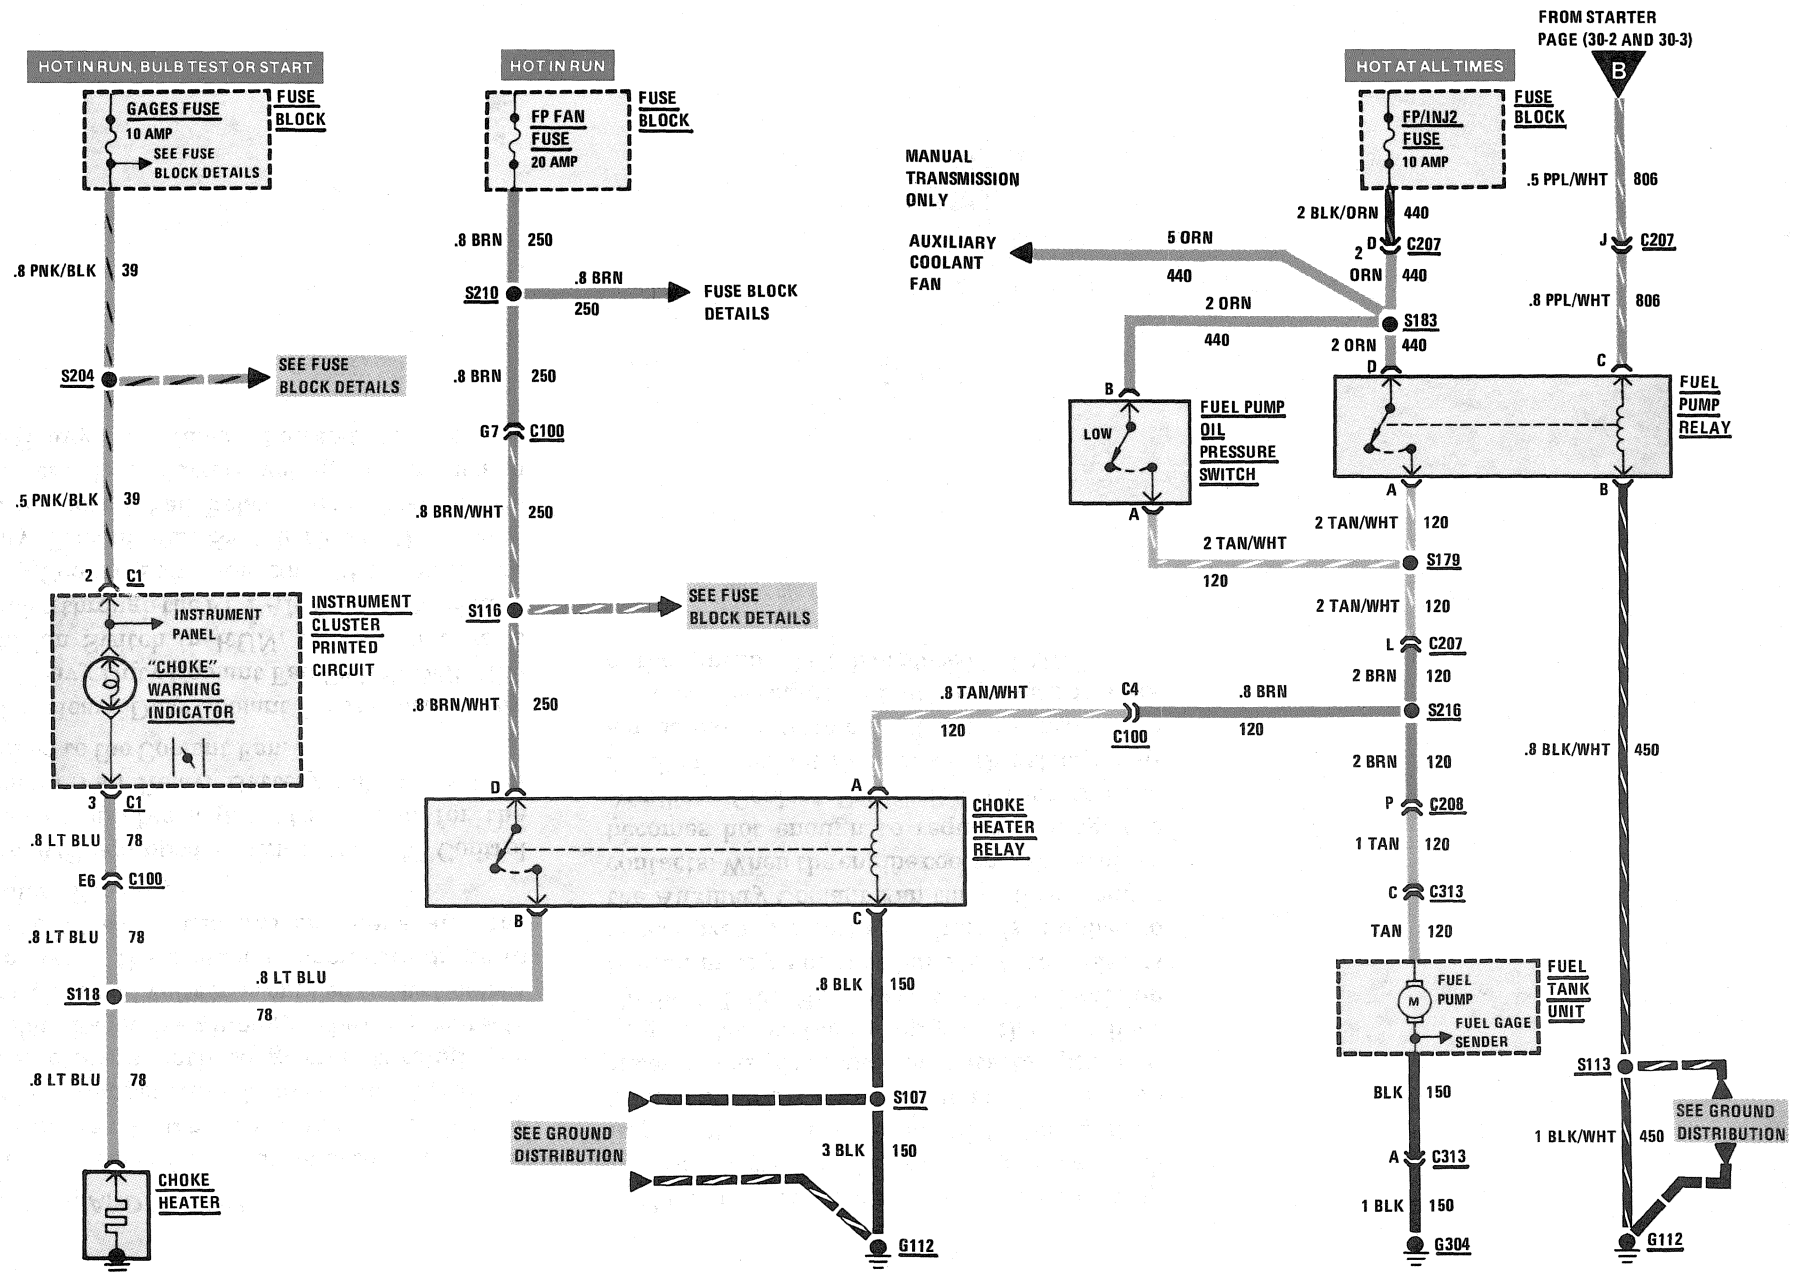 FROM STARTER
PAGE (30-2 AND 30-3)
B
HOT IN RUN, BULB TEST OR START
GAGES FUSE
10 AMP
SEE FUSE
BLOCK DETAILS
FUSE
BLOCK
.8 PNK/BLK 39
S204
SEE FUSE
BLOCK DETAILS
.5 PNK/BLK 39
2 C1
INSTRUMENT
PANEL
"CHOKE"
WARNING
INDICATOR
INSTRUMENT
CLUSTER
PRINTED
CIRCUIT
3 C1
.8 LT BLU 78
E6 C100
.8 LT BLU 78
S118
.8 LT BLU
78
.8 LT BLU 78
CHOKE
HEATER
HOT IN RUN
FP FAN
FUSE
20 AMP
FUSE
BLOCK
.8 BRN 250
S210
.8 BRN
250
FUSE BLOCK
DETAILS
.8 BRN 250
G7 C100
.8 BRN/WHT 250
S116
SEE FUSE
BLOCK DETAILS
.8 BRN/WHT 250
D
A
CHOKE
HEATER
RELAY
B
C
.8 BLK 150
S107
SEE GROUND
DISTRIBUTION
3 BLK 150
G112
MANUAL
TRANSMISSION
ONLY
AUXILIARY
COOLANT
FAN
5 ORN
440
2 ORN
440
HOT AT ALL TIMES
FP/INJ2
FUSE
10 AMP
FUSE
BLOCK
2 BLK/ORN 440
D C207
2
ORN 440
S183
2 ORN 440
D
.5 PPL/WHT 806
J C207
.8 PPL/WHT 806
C
FUEL
PUMP
RELAY
B
LOW
A
FUEL PUMP
OIL
PRESSURE
SWITCH
A
B
2 TAN/WHT 120
2 TAN/WHT
120
S179
2 TAN/WHT 120
L C207
2 BRN 120
.8 TAN/WHT
120
C4
C100
.8 BRN
120
S216
2 BRN 120
P C208
1 TAN 120
C C313
TAN 120
M
FUEL
PUMP
FUEL GAGE
SENDER
FUEL
TANK
UNIT
BLK 150
A C313
1 BLK 150
G304
.8 BLK/WHT 450
S113
SEE GROUND
DISTRIBUTION
1 BLK/WHT 450
G112